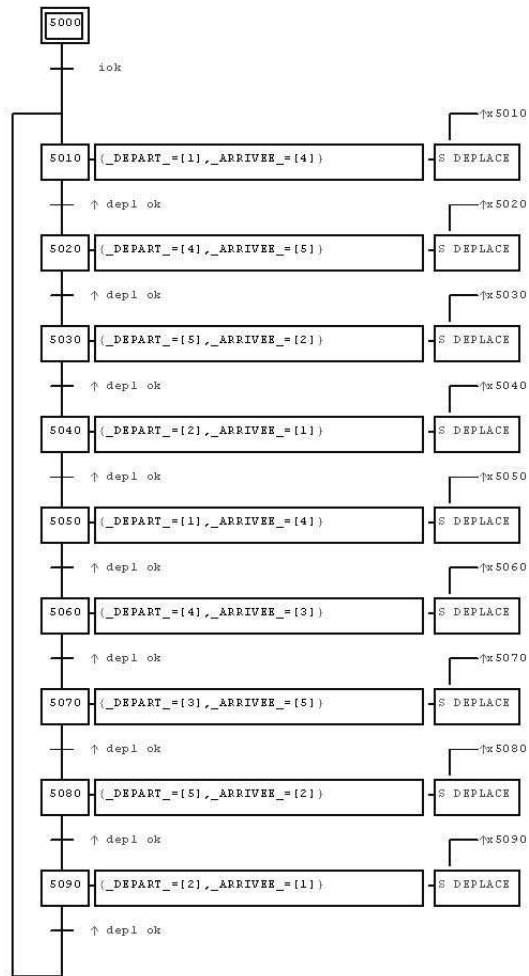 5000
iok
↑x5010
5010 {_DEPART_=[1],_ARRIVEE_=[4]} S DEPLACE
↑ depl ok
↑x5020
5020 {_DEPART_=[4],_ARRIVEE_=[5]} S DEPLACE
↑ depl ok
↑x5030
5030 {_DEPART_=[5],_ARRIVEE_=[2]} S DEPLACE
↑ depl ok
↑x5040
5040 {_DEPART_=[2],_ARRIVEE_=[1]} S DEPLACE
↑ depl ok
↑x5050
5050 {_DEPART_=[1],_ARRIVEE_=[4]} S DEPLACE
↑ depl ok
↑x5060
5060 {_DEPART_=[4],_ARRIVEE_=[3]} S DEPLACE
↑ depl ok
↑x5070
5070 {_DEPART_=[3],_ARRIVEE_=[5]} S DEPLACE
↑ depl ok
↑x5080
5080 {_DEPART_=[5],_ARRIVEE_=[2]} S DEPLACE
↑ depl ok
↑x5090
5090 {_DEPART_=[2],_ARRIVEE_=[1]} S DEPLACE
↑ depl ok